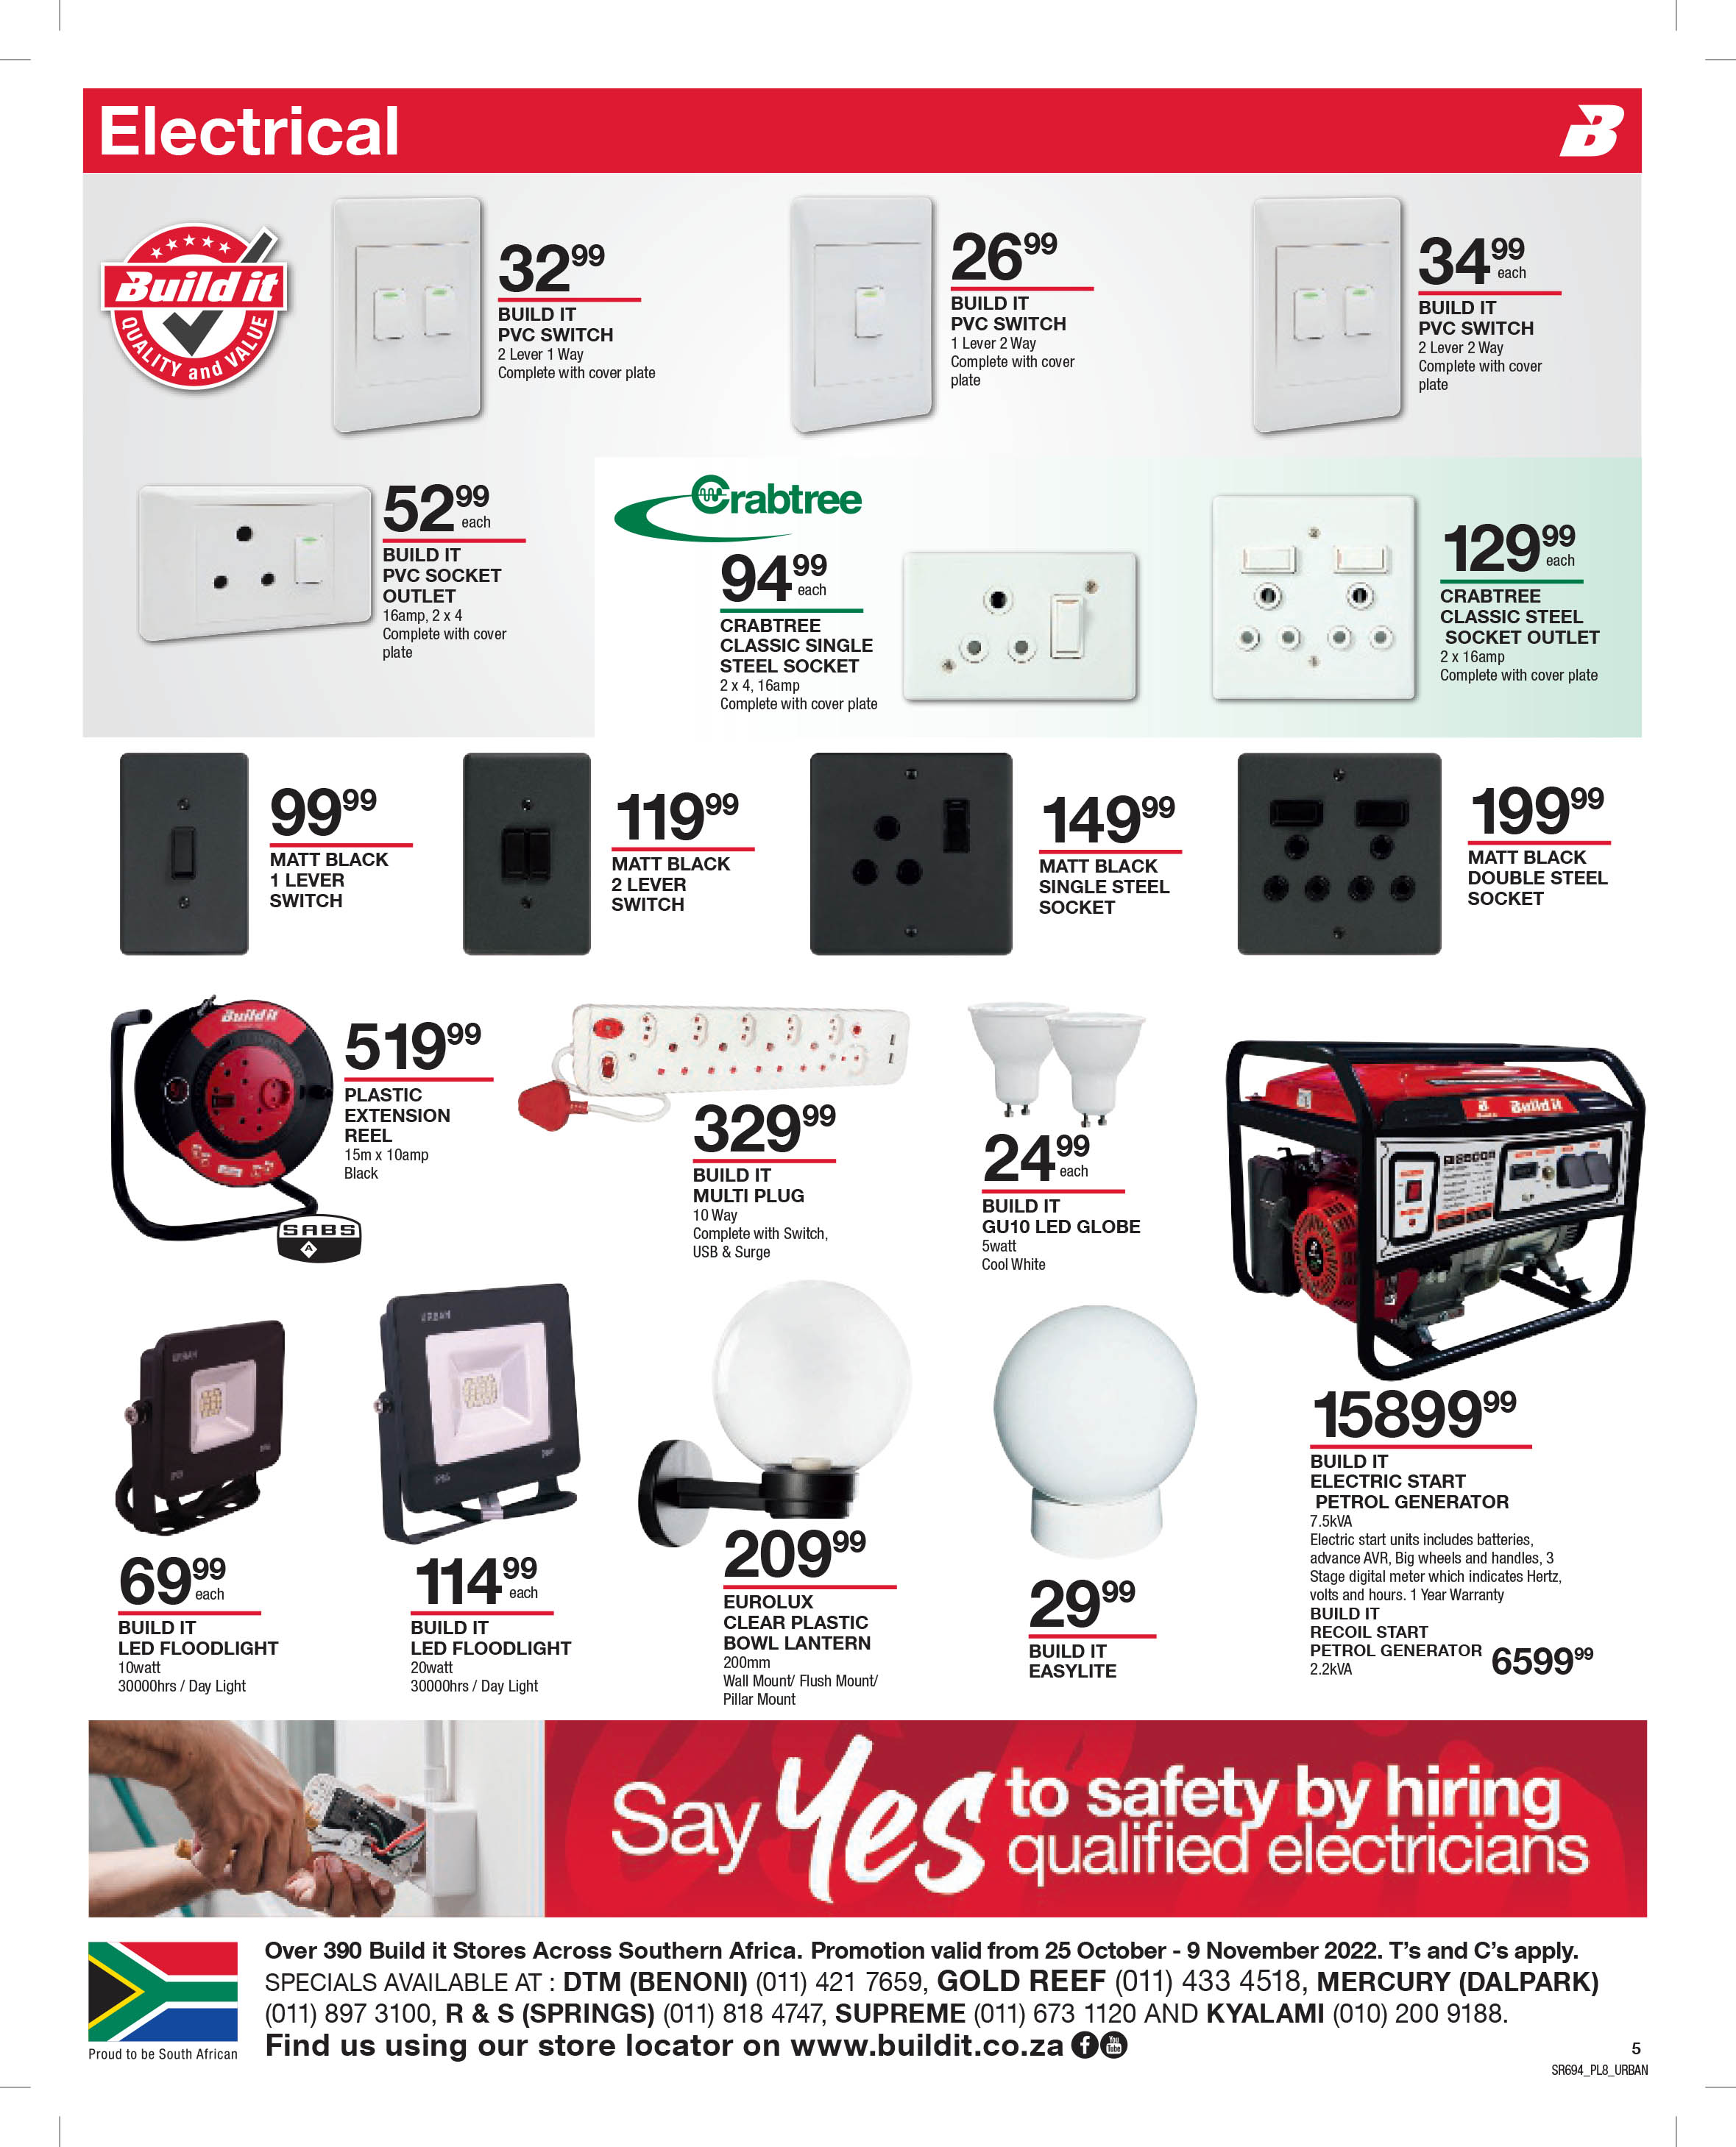 Electrical
B
Build it
QUALITY and VALUE
32 99
BUILD IT
PVC SWITCH
2 Lever 1 Way
Complete with cover plate
26 99
BUILD IT
PVC SWITCH
1 Lever 2 Way
Complete with cover
plate
34 99
each
BUILD IT
PVC SWITCH
2 Lever 2 Way
Complete with cover
plate
52 99
each
BUILD IT
PVC SOCKET
OUTLET
16amp, 2 x 4
Complete with cover
plate
Crabtree
94 99
each
CRABTREE
CLASSIC SINGLE
STEEL SOCKET
2 x 4, 16amp
Complete with cover plate
129 99
each
CRABTREE
CLASSIC STEEL
SOCKET OUTLET
2 x 16amp
Complete with cover plate
99 99
MATT BLACK
1 LEVER
SWITCH
119 99
MATT BLACK
2 LEVER
SWITCH
149 99
MATT BLACK
SINGLE STEEL
SOCKET
199 99
MATT BLACK
DOUBLE STEEL
SOCKET
Build it
519 99
PLASTIC
EXTENSION
REEL
15m x 10amp
Black
SABS
A
329 99
BUILD IT
MULTI PLUG
10 Way
Complete with Switch,
USB & Surge
24 99
each
BUILD IT
GU10 LED GLOBE
5watt
Cool White
Build it
URBAN
69 99
each
BUILD IT
LED FLOODLIGHT
10watt
30000hrs / Day Light
URBAN
114 99
each
BUILD IT
LED FLOODLIGHT
20watt
30000hrs / Day Light
209 99
EUROLUX
CLEAR PLASTIC
BOWL LANTERN
200mm
Wall Mount/ Flush Mount/
Pillar Mount
29 99
BUILD IT
EASYLITE
15899 99
BUILD IT
ELECTRIC START
PETROL GENERATOR
7.5kVA
Electric start units includes batteries,
advance AVR, Big wheels and handles, 3
Stage digital meter which indicates Hertz,
volts and hours. 1 Year Warranty
BUILD IT
RECOIL START
PETROL GENERATOR 6599 99
2.2kVA
Say Yes to safety by hiring
qualified electricians
Over 390 Build it Stores Across Southern Africa. Promotion valid from 25 October - 9 November 2022. T's and C's apply.
SPECIALS AVAILABLE AT : DTM (BENONI) (011) 421 7659, GOLD REEF (011) 433 4518, MERCURY (DALPARK)
(011) 897 3100, R & S (SPRINGS) (011) 818 4747, SUPREME (011) 673 1120 AND KYALAMI (010) 200 9188.
Find us using our store locator on www.buildit.co.za f You Tube
Proud to be South African
5
SR694_PL8_URBAN